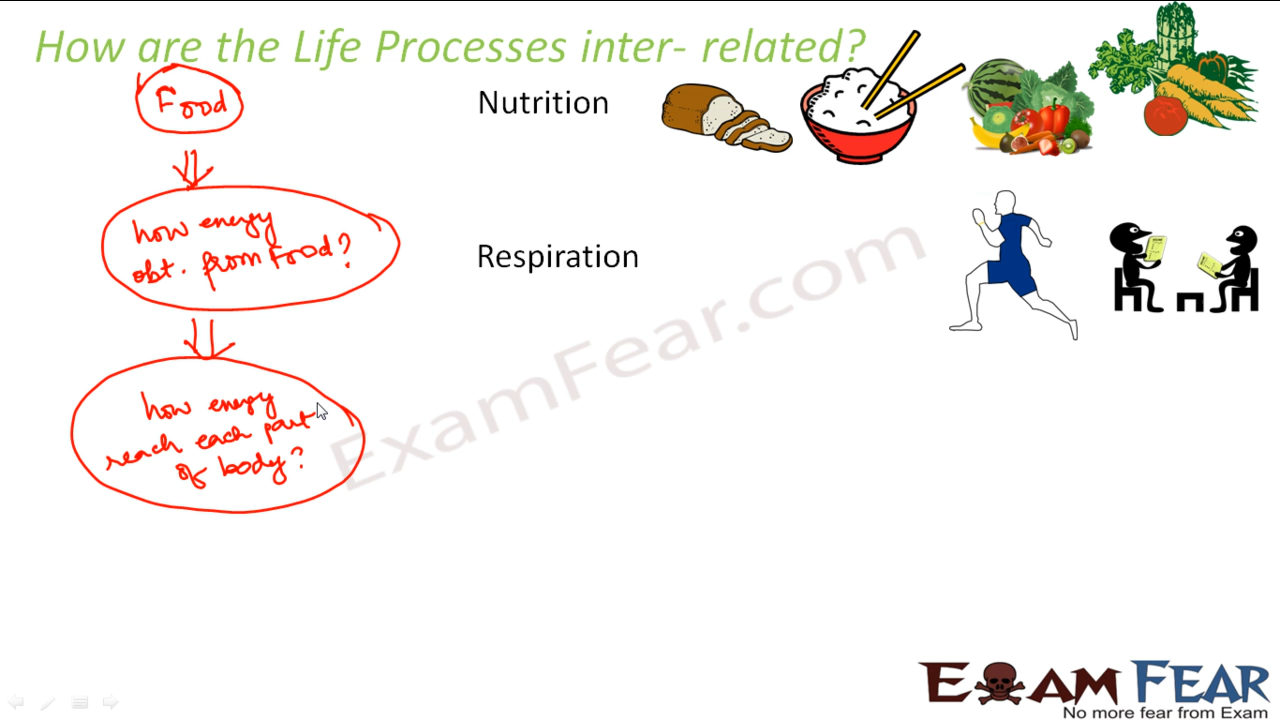 How are the Life Processes inter- related?
Food
Nutrition
how energy
obt. from Food?
Respiration
how energy
reach each part
of body?
ExamFear.com
EXAM FEAR
No more fear from Exam